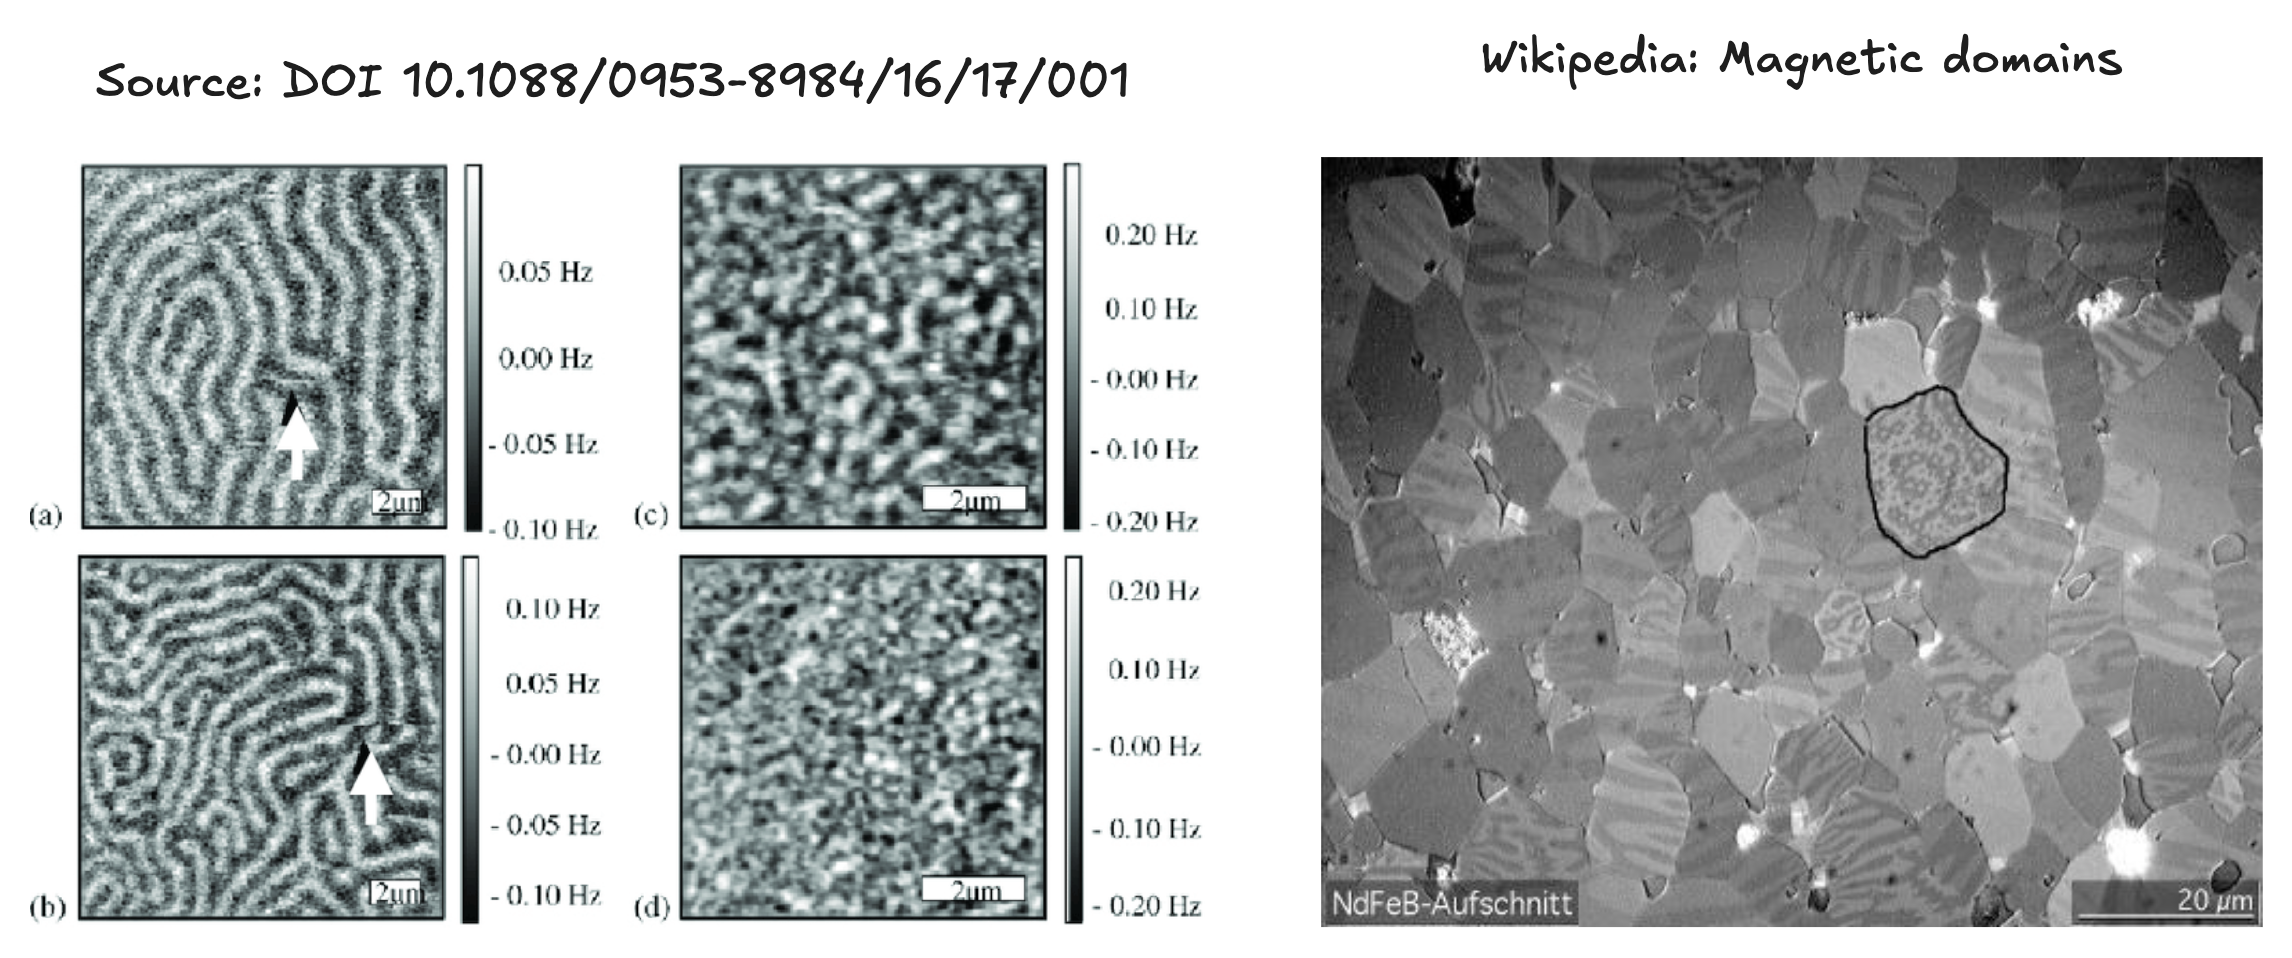 Source: DOI 10.1088/0953-8984/16/17/001
Wikipedia: Magnetic domains
0.05 Hz
0.00 Hz
- 0.05 Hz
- 0.10 Hz
2μm
(a)
0.20 Hz
0.10 Hz
- 0.00 Hz
- 0.10 Hz
- 0.20 Hz
2μm
(c)
0.10 Hz
0.05 Hz
- 0.00 Hz
- 0.05 Hz
- 0.10 Hz
2μm
(b)
0.20 Hz
0.10 Hz
- 0.00 Hz
- 0.10 Hz
- 0.20 Hz
2μm
(d)
NdFeB-Aufschnitt
20 μm